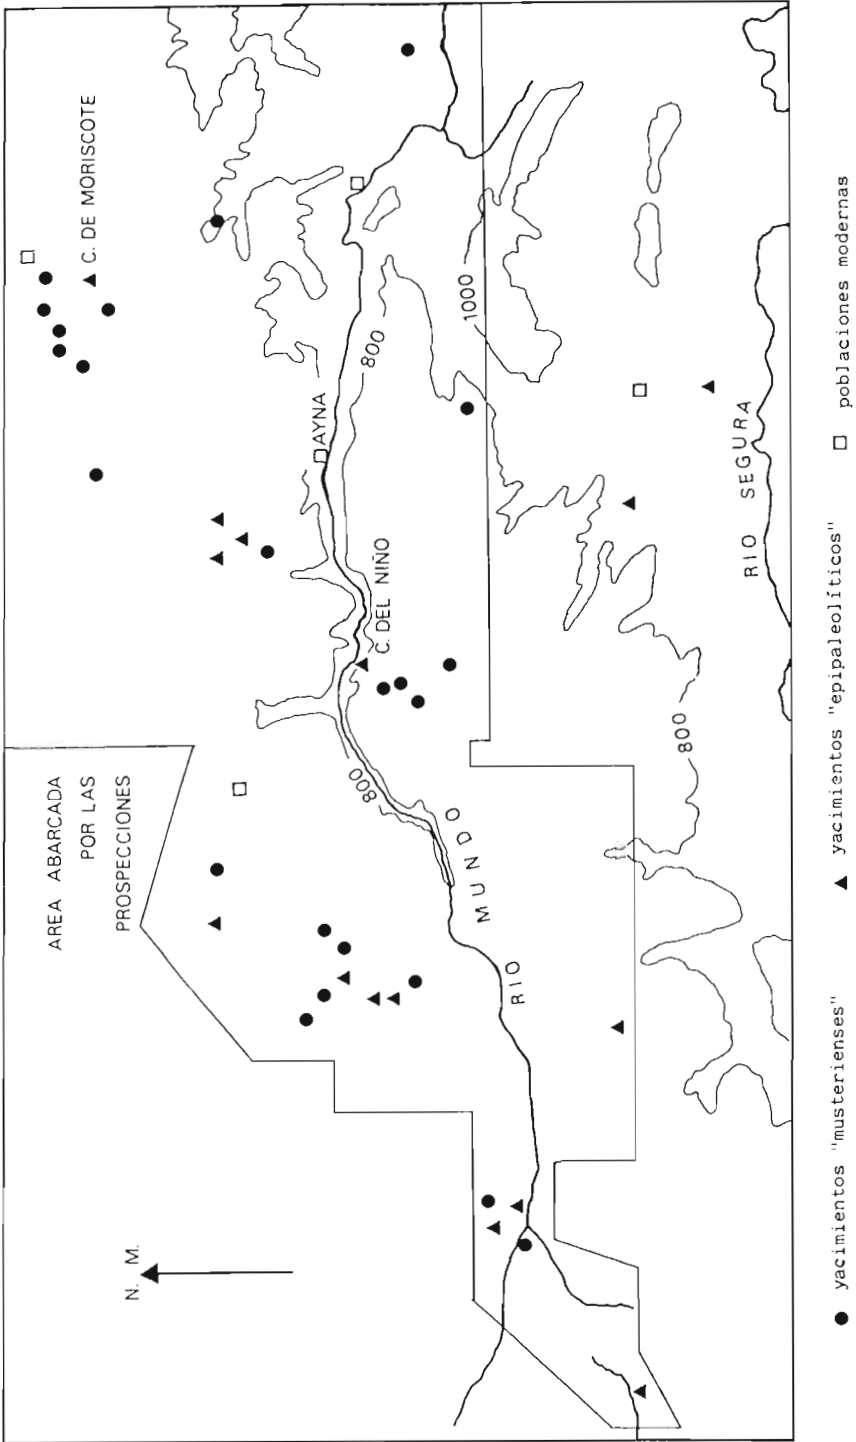 N. M.
AREA ABARCADA
POR LAS
PROSPECCIONES
C. DE MORISCOTE
AYNA
800
1000
C. DEL NIÑO
800
RIO MUNDO
800
RIO SEGURA
yacimientos "musterienses"
yacimientos "epipaleolíticos"
poblaciones modernas